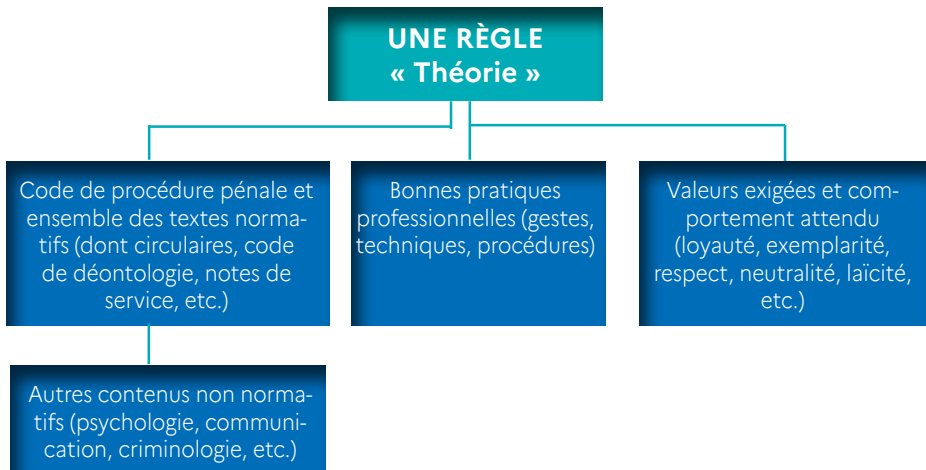 UNE RÈGLE
« Théorie »
Code de procédure pénale et
ensemble des textes norma-
tifs (dont circulaires, code
de déontologie, notes de
service, etc.)
Bonnes pratiques
professionnelles (gestes,
techniques, procédures)
Valeurs exigées et com-
portement attendu
(loyauté, exemplarité,
respect, neutralité, laïcité,
etc.)
Autres contenus non norma-
tifs (psychologie, communi-
cation, criminologie, etc.)